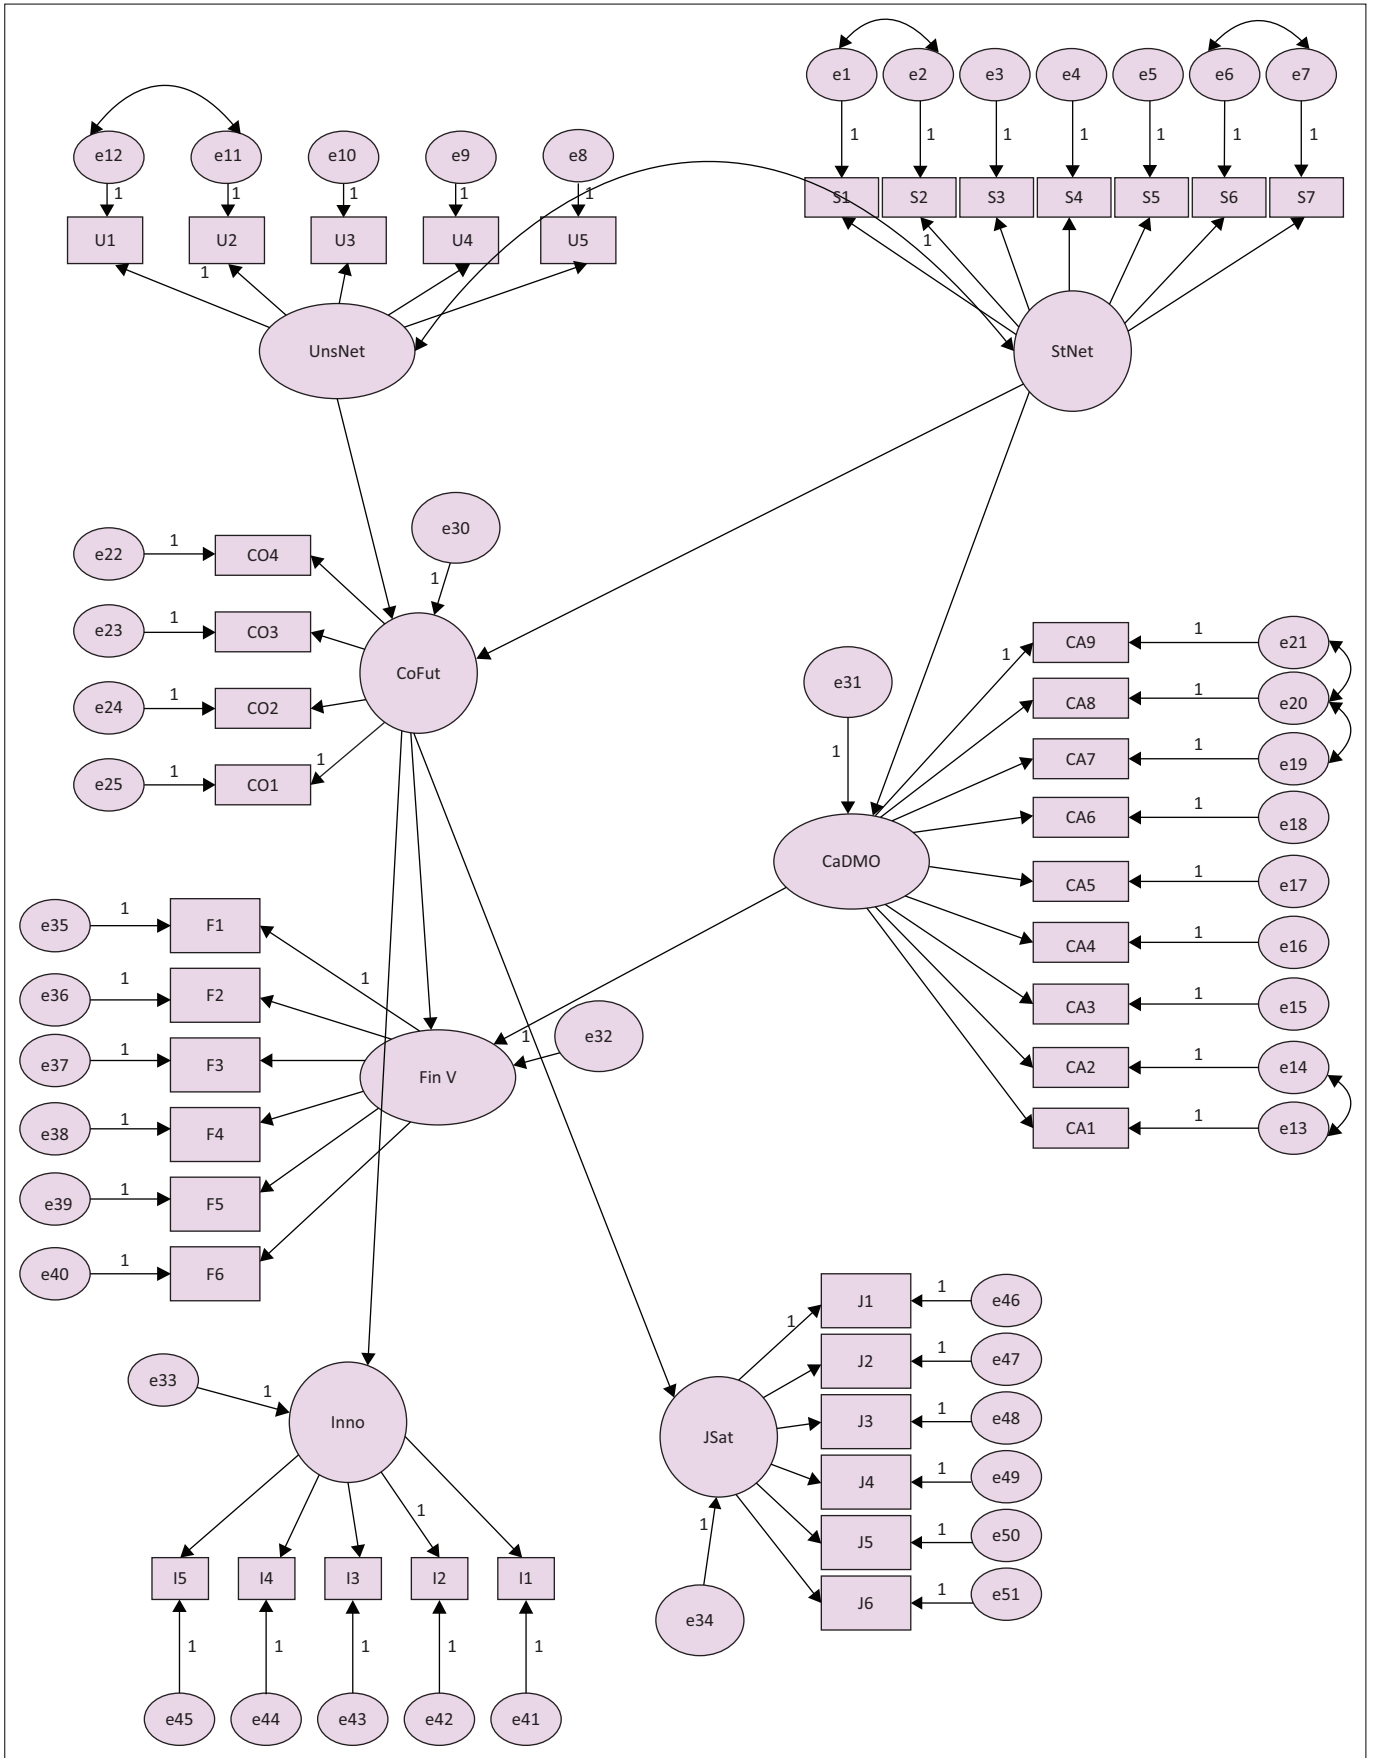 e1 e2 e3 e4 e5 e6 e7
1 1 1 1 1 1 1
e12 e11 e10 e9 e8
1 1 1 1 1
S1 S2 S3 S4 S5 S6 S7
U1 U2 U3 U4 U5
1
1
UnsNet
StNet
e30
1
e22 1 CO4
e23 1 CO3
CoFut
e24 1 CO2
e25 1 CO1
1
e31
1
1
CA9 1 e21
CA8 1 e20
CA7 1 e19
CA6 1 e18
CaDMO
CA5 1 e17
CA4 1 e16
CA3 1 e15
CA2 1 e14
CA1 1 e13
e35 1 F1
1
e36 1 F2
e37 1 F3
e38 1 F4
e39 1 F5
e40 1 F6
Fin V
1 e32
e33 1
Inno
1
I5 I4 I3 I2 I1
1 1 1 1 1
e45 e44 e43 e42 e41
1
J1 1 e46
J2 1 e47
J3 1 e48
JSat
J4 1 e49
J5 1 e50
J6 1 e51
1
e34